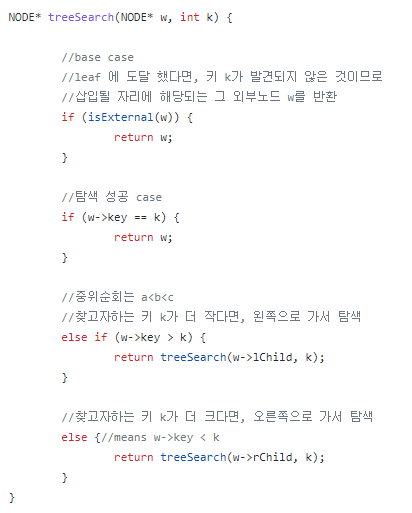 NODE* treeSearch(NODE* w, int k) {
//base case
//leaf 에 도달 했다면, 키 k가 발견되지 않은 것이므로
//삽입될 자리에 해당되는 그 외부노드 w를 반환
if (isExternal(w)) {
return w;
}
//탐색 성공 case
if (w->key == k) {
return w;
}
//중위순회는 a<b<c
//찾고자하는 키 k가 더 작다면, 왼쪽으로 가서 탐색
else if (w->key > k) {
return treeSearch(w->lChild, k);
}
//찾고자하는 키 k가 더 크다면, 오른쪽으로 가서 탐색
else {//means w->key < k
return treeSearch(w->rChild, k);
}
}